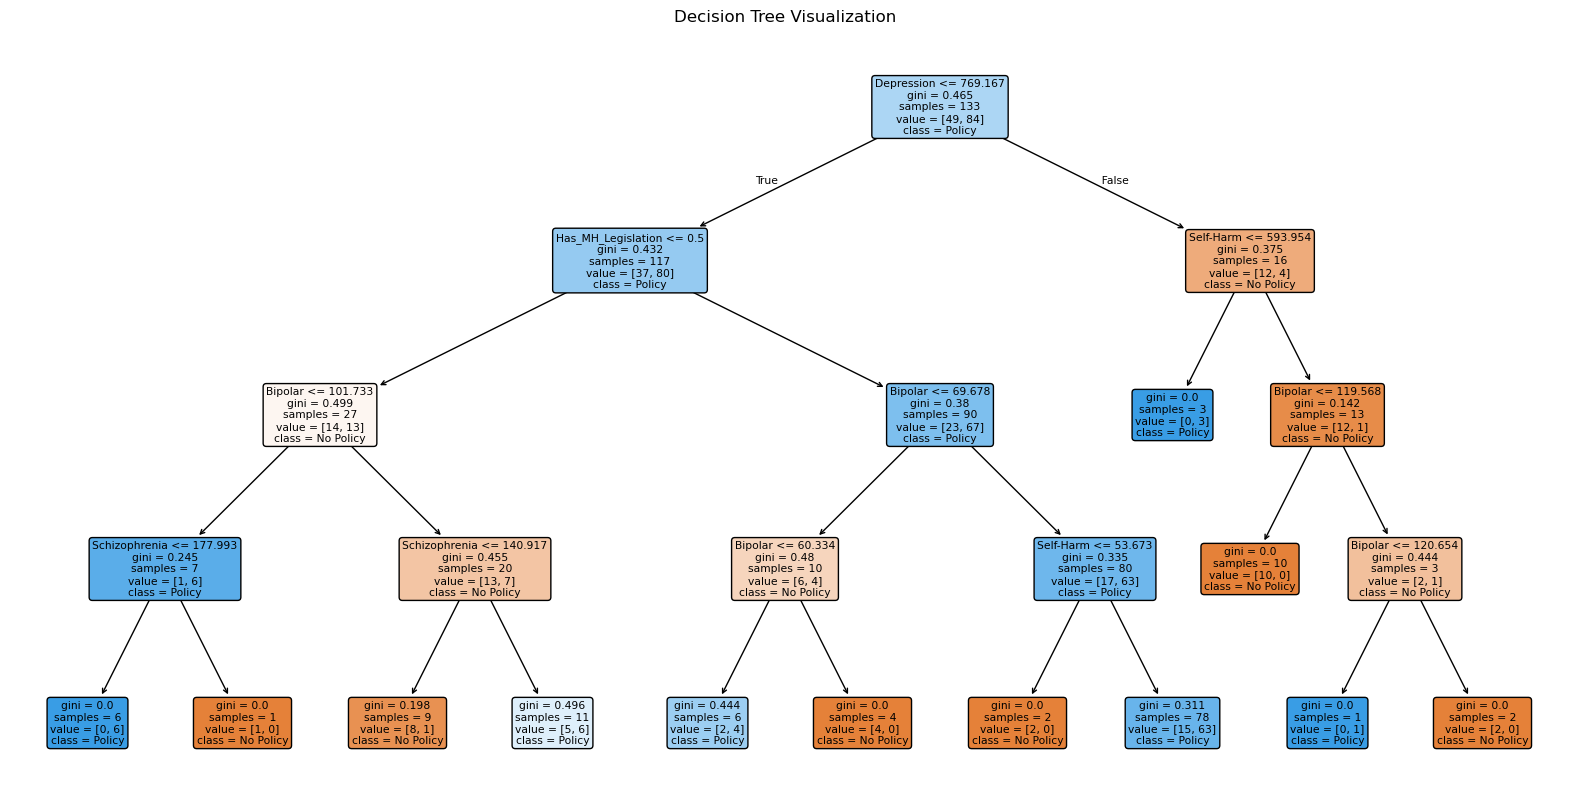 Decision Tree Visualization
Depression <= 769.167
gini = 0.465
samples = 133
value = [49, 84]
class = Policy
True
False
Has_MH_Legislation <= 0.5
gini = 0.432
samples = 117
value = [37, 80]
class = Policy
Self-Harm <= 593.954
gini = 0.375
samples = 16
value = [12, 4]
class = No Policy
Bipolar <= 101.733
gini = 0.499
samples = 27
value = [14, 13]
class = No Policy
Bipolar <= 69.678
gini = 0.38
samples = 90
value = [23, 67]
class = Policy
gini = 0.0
samples = 3
value = [0, 3]
class = Policy
Bipolar <= 119.568
gini = 0.142
samples = 13
value = [12, 1]
class = No Policy
Schizophrenia <= 177.993
gini = 0.245
samples = 7
value = [1, 6]
class = Policy
Schizophrenia <= 140.917
gini = 0.455
samples = 20
value = [13, 7]
class = No Policy
Bipolar <= 60.334
gini = 0.48
samples = 10
value = [6, 4]
class = No Policy
Self-Harm <= 53.673
gini = 0.335
samples = 80
value = [17, 63]
class = Policy
gini = 0.0
samples = 10
value = [10, 0]
class = No Policy
Bipolar <= 120.654
gini = 0.444
samples = 3
value = [2, 1]
class = No Policy
gini = 0.0
samples = 6
value = [0, 6]
class = Policy
gini = 0.0
samples = 1
value = [1, 0]
class = No Policy
gini = 0.198
samples = 9
value = [8, 1]
class = No Policy
gini = 0.496
samples = 11
value = [5, 6]
class = Policy
gini = 0.444
samples = 6
value = [2, 4]
class = Policy
gini = 0.0
samples = 4
value = [4, 0]
class = No Policy
gini = 0.0
samples = 2
value = [2, 0]
class = No Policy
gini = 0.311
samples = 78
value = [15, 63]
class = Policy
gini = 0.0
samples = 1
value = [0, 1]
class = Policy
gini = 0.0
samples = 2
value = [2, 0]
class = No Policy